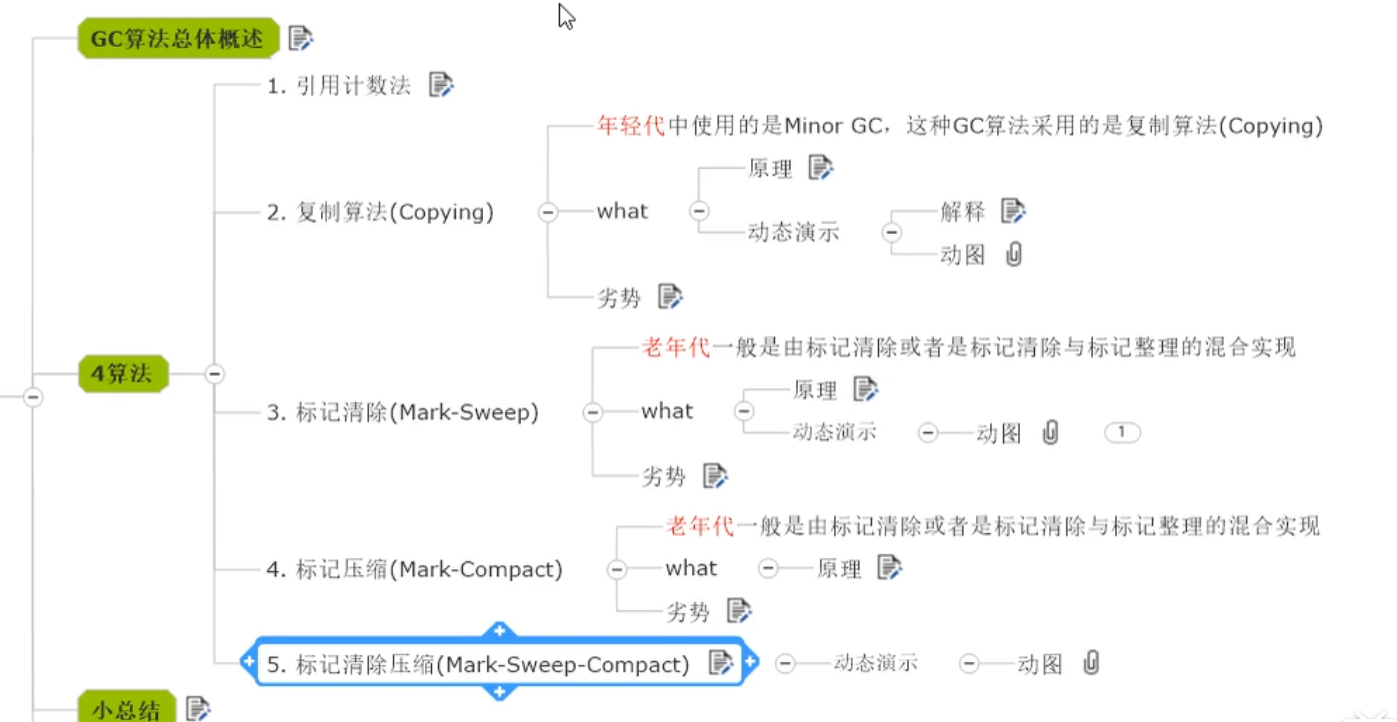 GC算法总体概述
4算法
1. 引用计数法
2. 复制算法(Copying)
年轻代中使用的是Minor GC，这种GC算法采用的是复制算法(Copying)
what
原理
动态演示
解释
动图
劣势
3. 标记清除(Mark-Sweep)
老年代一般是由标记清除或者是标记清除与标记整理的混合实现
what
原理
动态演示
动图
1
劣势
4. 标记压缩(Mark-Compact)
老年代一般是由标记清除或者是标记清除与标记整理的混合实现
what
原理
劣势
5. 标记清除压缩(Mark-Sweep-Compact)
动态演示
动图
小总结